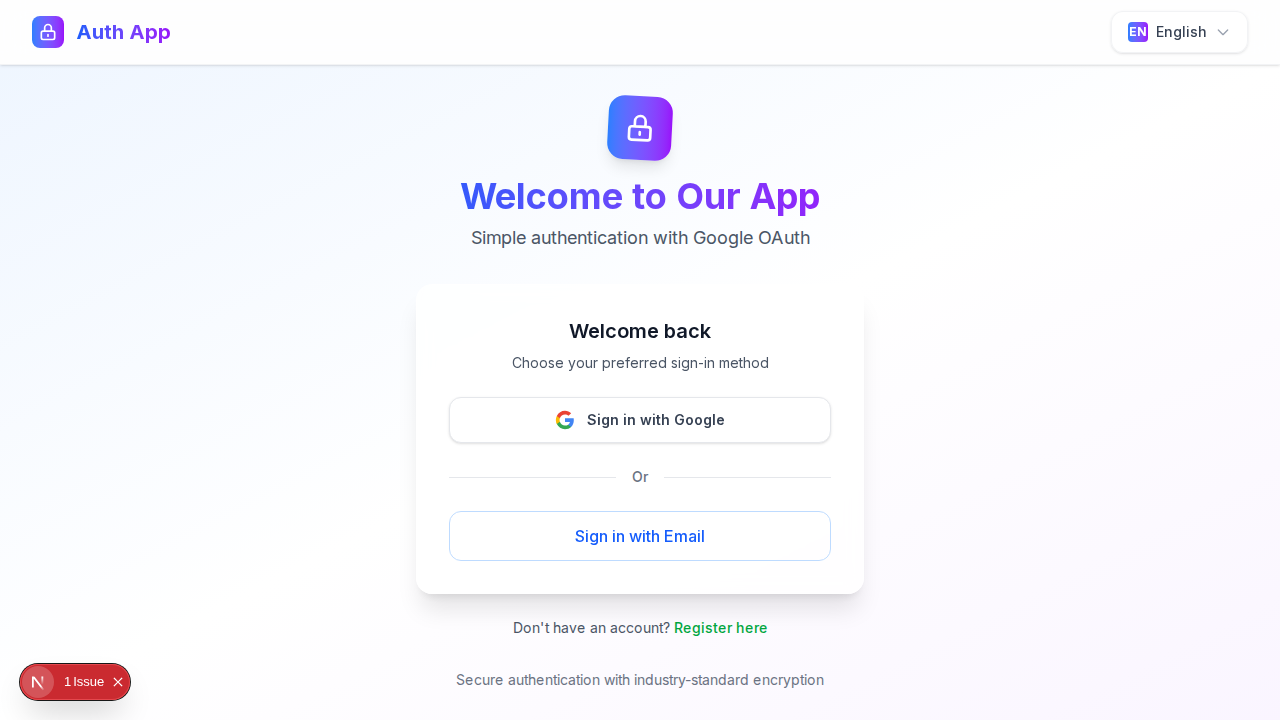 Auth App
EN English
Welcome to Our App
Simple authentication with Google OAuth
Welcome back
Choose your preferred sign-in method
Sign in with Google
Or
Sign in with Email
Don't have an account? Register here
Secure authentication with industry-standard encryption
N 1 Issue